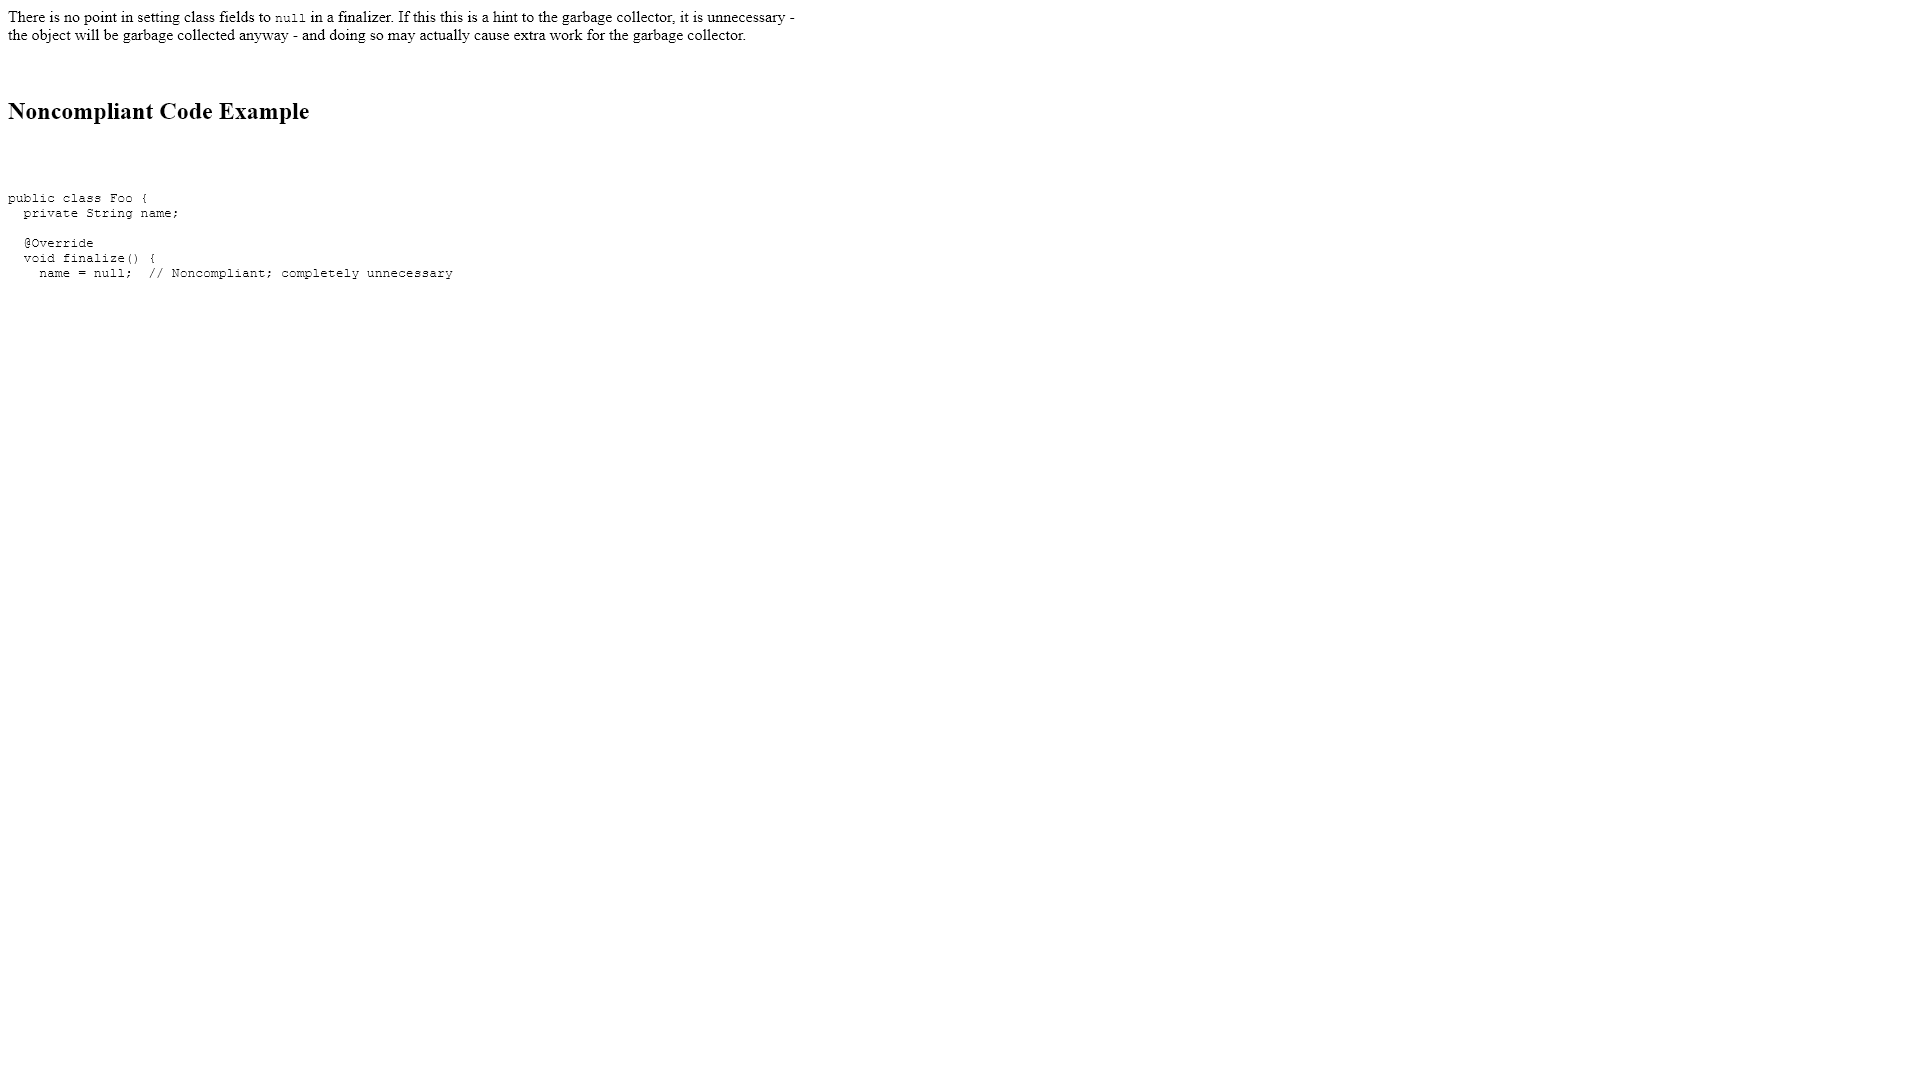 There is no point in setting class fields to null in a finalizer. If this this is a hint to the garbage collector, it is unnecessary -
the object will be garbage collected anyway - and doing so may actually cause extra work for the garbage collector.
Noncompliant Code Example
public class Foo {
  private String name;
  @Override
  void finalize() {
    name = null;  // Noncompliant; completely unnecessary